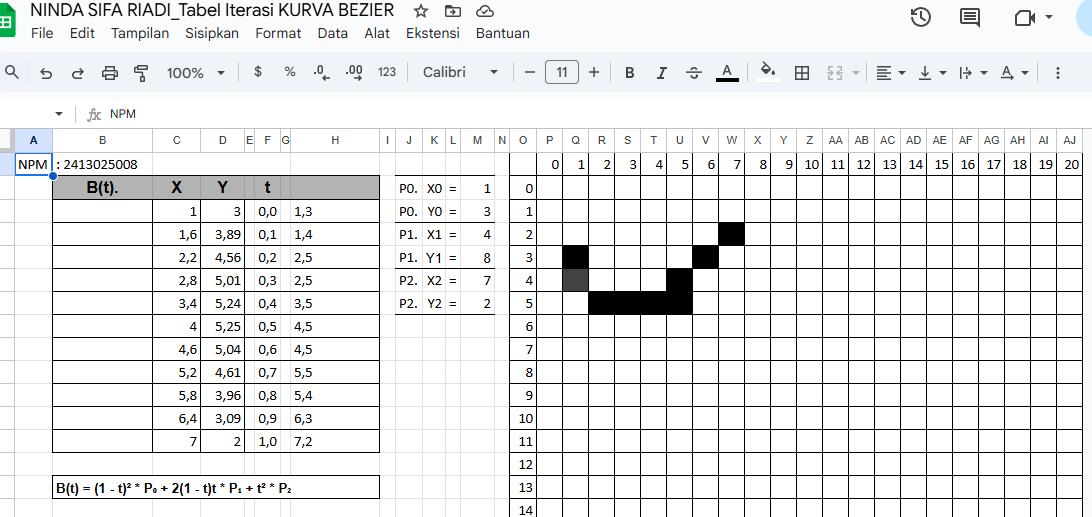 NINDA SIFA RIADI_Tabel Iterasi KURVA BEZIER
File Edit Tampilan Sisipkan Format Data Alat Ekstensi Bantuan
100% $ % .0 .00 123 Calibri − 11 + B I S A
fx NPM
A B C D E F G H I J K L M N O P Q R S T U V W X Y Z AA AB AC AD AE AF AG AH AI AJ
NPM : 2413025008 0 1 2 3 4 5 6 7 8 9 10 11 12 13 14 15 16 17 18 19 20
B(t). X Y t P0. X0 = 1 0
1 3 0,0 1,3 P0. Y0 = 3 1
1,6 3,89 0,1 1,4 P1. X1 = 4 2
2,2 4,56 0,2 2,5 P1. Y1 = 8 3
2,8 5,01 0,3 2,5 P2. X2 = 7 4
3,4 5,24 0,4 3,5 P2. Y2 = 2 5
4 5,25 0,5 4,5 6
4,6 5,04 0,6 4,5 7
5,2 4,61 0,7 5,5 8
5,8 3,96 0,8 5,4 9
6,4 3,09 0,9 6,3 10
7 2 1,0 7,2 11
12
B(t) = (1 - t)² * P₀ + 2(1 - t)t * P₁ + t² * P₂ 13
14